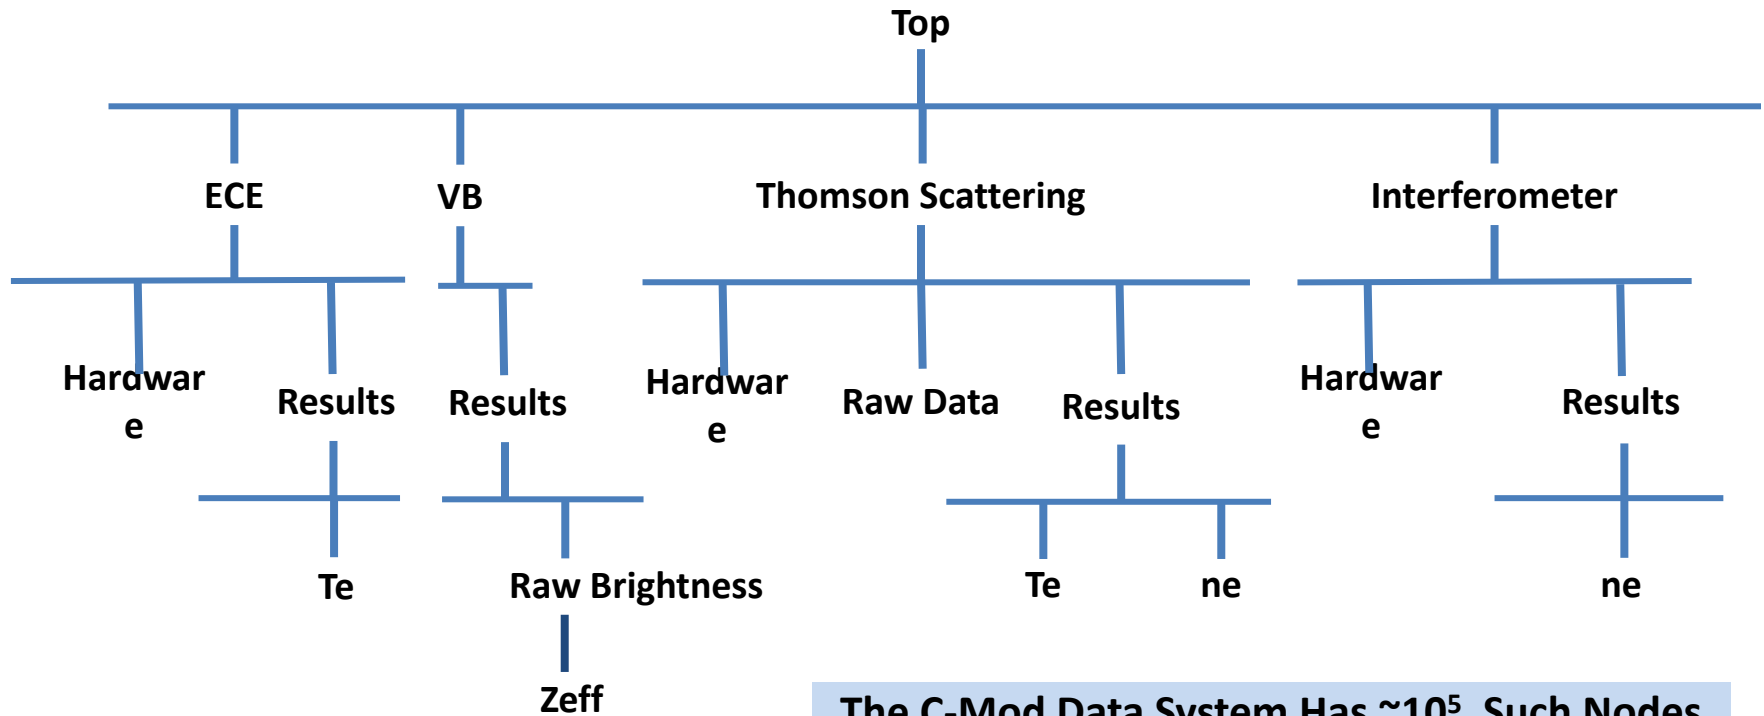 Top
ECE
VB
Thomson Scattering
Interferometer
Hardwar
e
Results
Results
Hardwar
e
Raw Data
Results
Hardwar
e
Results
Te
Raw Brightness
Te
ne
ne
Zeff
The C-Mod Data System Has ~10⁵ Such Nodes